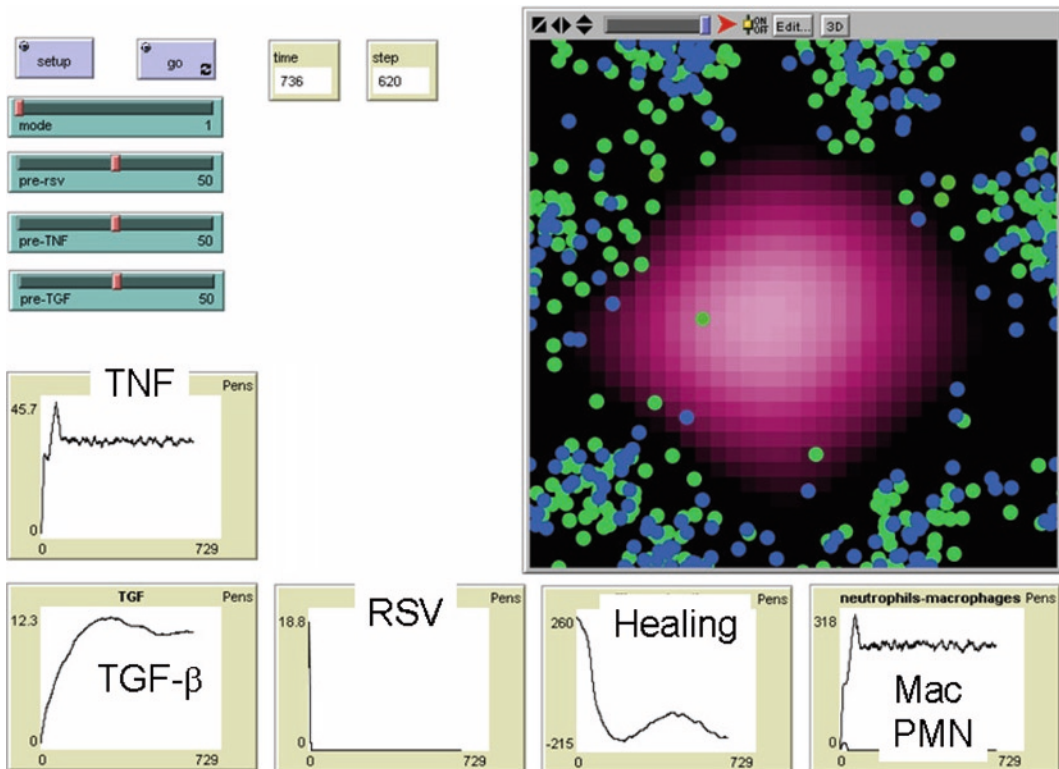 setup
go
time
736
step
620
ON
OFF
Edit...
3D
mode 1
pre-rsv 50
pre-TNF 50
pre-TGF 50
TNF
Pens
45.7
0
0 729
TGF
Pens
12.3
TGF-β
0
0 729
RSV
Pens
18.8
0
0 729
Healing
Pens
260
-215
0 729
neutrophils-macrophages
Pens
318
Mac
PMN
0
0 729